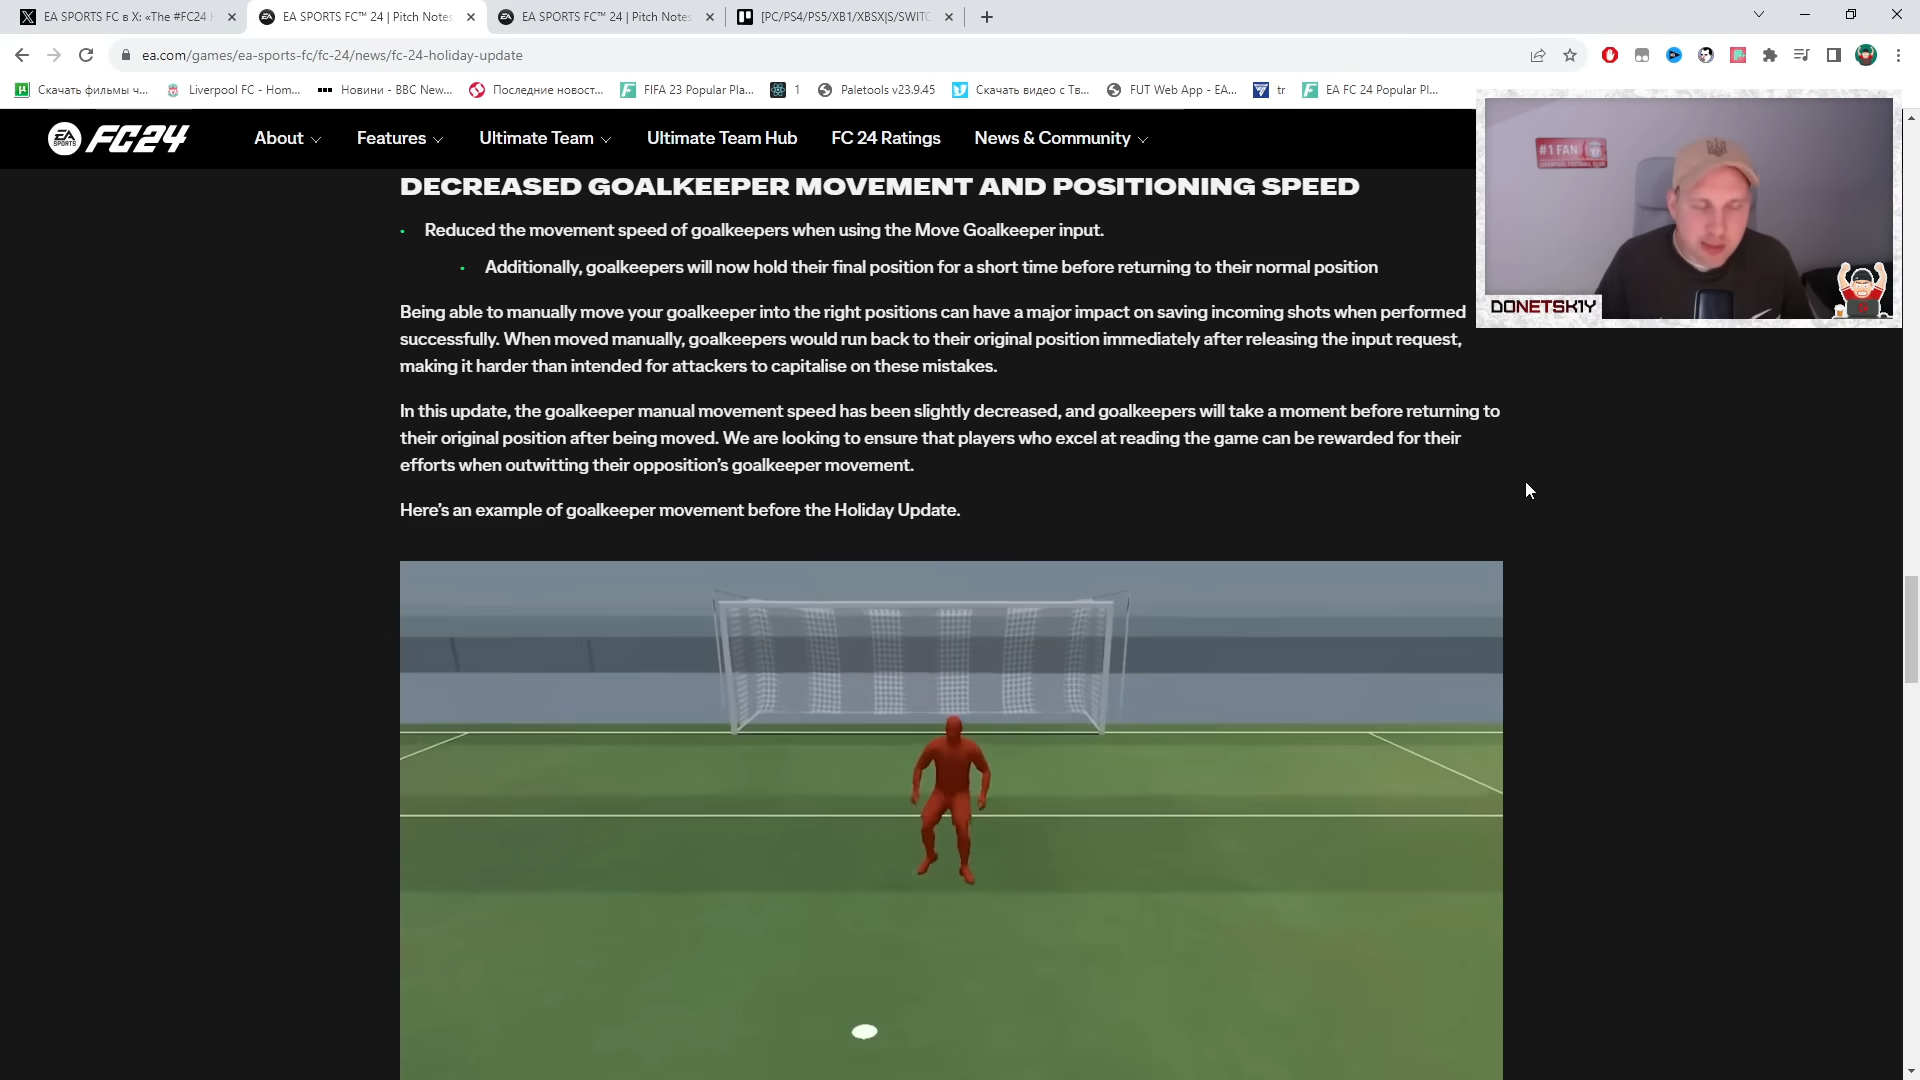 EA SPORTS FC в X: «The #FC24 H
EA SPORTS FC™ 24 | Pitch Notes
EA SPORTS FC™ 24 | Pitch Notes
[PC/PS4/PS5/XB1/XBSX|S/SWITC
ea.com/games/ea-sports-fc/fc-24/news/fc-24-holiday-update
Скачать фильмы ч...
Liverpool FC - Hom...
Новини - BBC New...
Последние новост...
FIFA 23 Popular Pla...
1
Paletools v23.9.45
Скачать видео с Тв...
FUT Web App - EA...
tr
EA FC 24 Popular Pl...
EA SPORTS FC24
About
Features
Ultimate Team
Ultimate Team Hub
FC 24 Ratings
News & Community
#1 FAN
LIVERPOOL FOOTBALL CLUB
DONETSK1Y
DECREASED GOALKEEPER MOVEMENT AND POSITIONING SPEED
• Reduced the movement speed of goalkeepers when using the Move Goalkeeper input.
• Additionally, goalkeepers will now hold their final position for a short time before returning to their normal position
Being able to manually move your goalkeeper into the right positions can have a major impact on saving incoming shots when performed
successfully. When moved manually, goalkeepers would run back to their original position immediately after releasing the input request,
making it harder than intended for attackers to capitalise on these mistakes.
In this update, the goalkeeper manual movement speed has been slightly decreased, and goalkeepers will take a moment before returning to
their original position after being moved. We are looking to ensure that players who excel at reading the game can be rewarded for their
efforts when outwitting their opposition’s goalkeeper movement.
Here’s an example of goalkeeper movement before the Holiday Update.